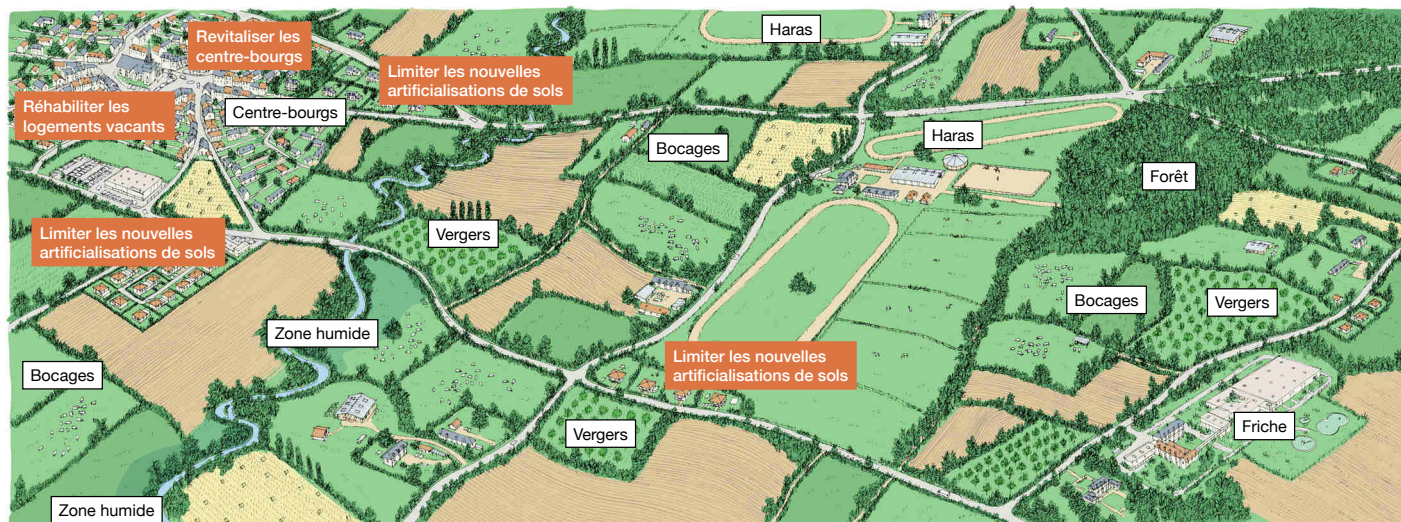 Haras
Revitaliser les
centre-bourgs
Limiter les nouvelles
artificialisations de sols
Réhabiliter les
logements vacants
Centre-bourgs
Haras
Bocages
Forêt
Limiter les nouvelles
artificialisations de sols
Vergers
Bocages
Vergers
Zone humide
Limiter les nouvelles
artificialisations de sols
Bocages
Vergers
Friche
Zone humide